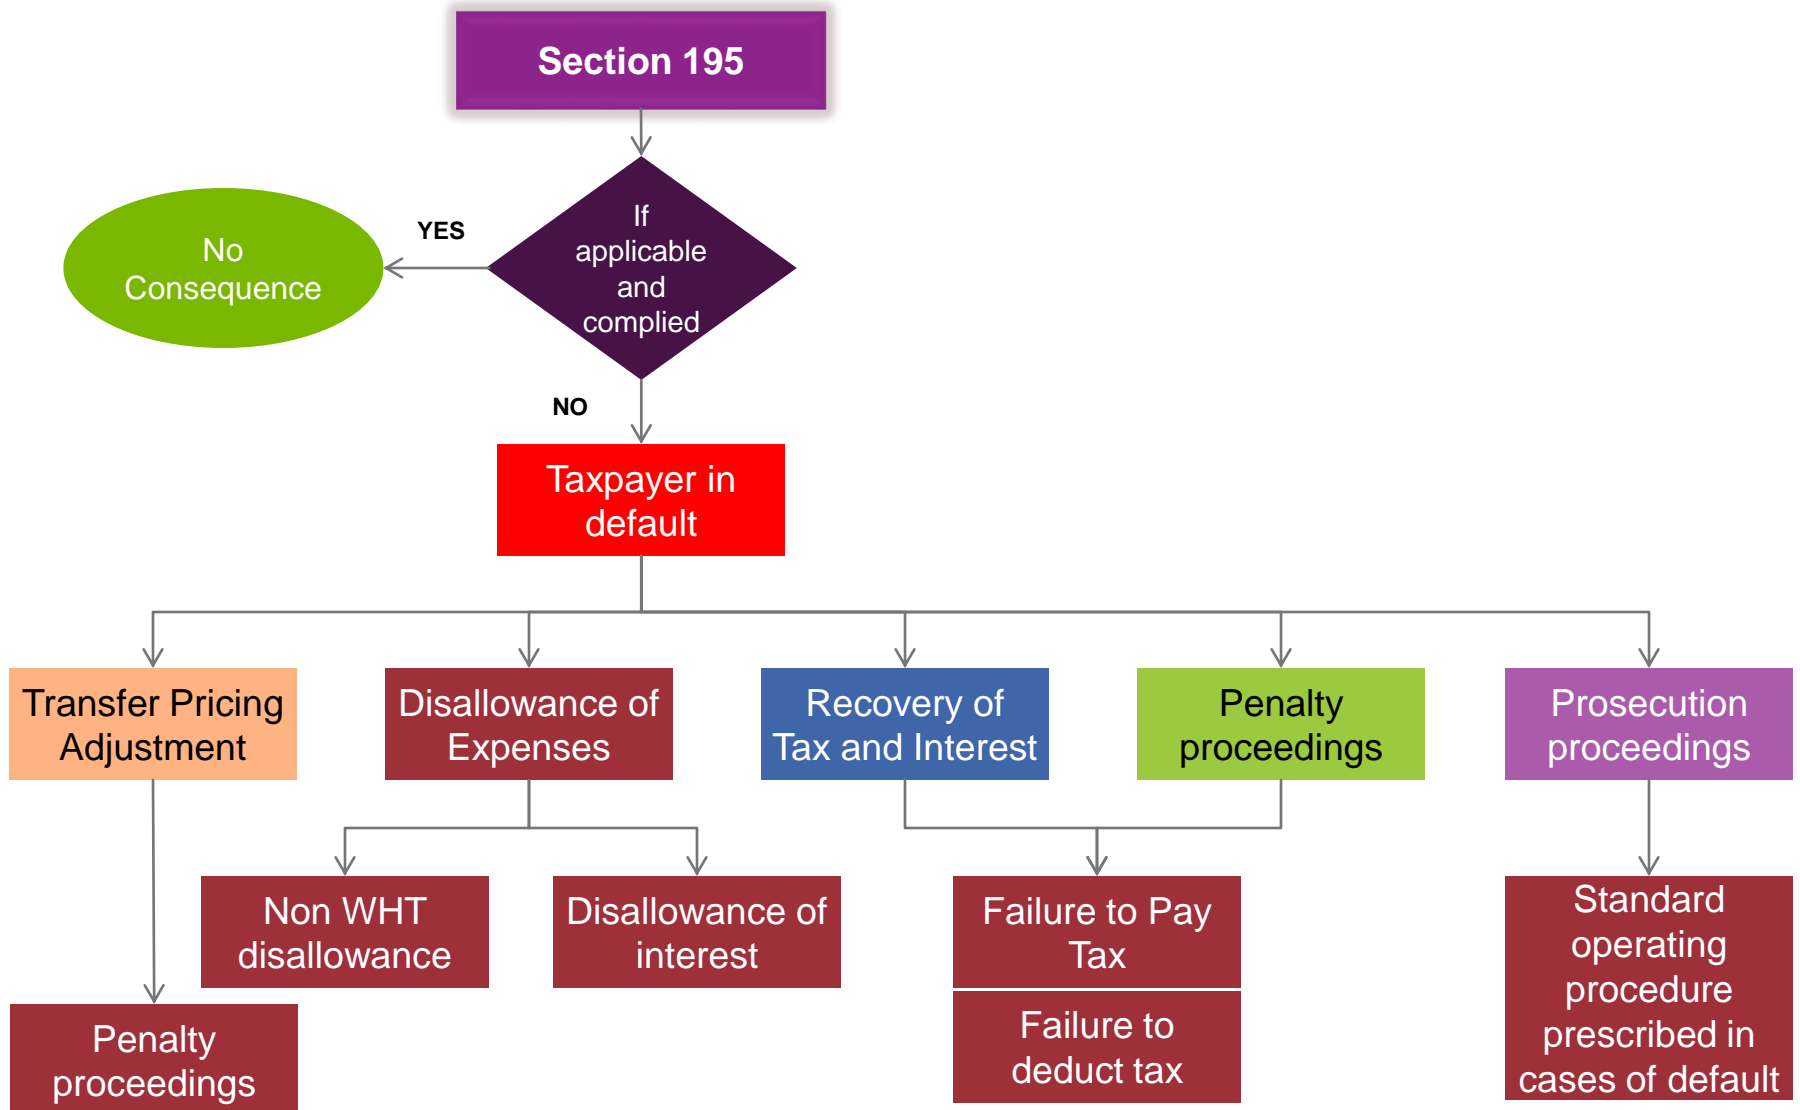 Section 195
If
applicable
and
complied
YES
No
Consequence
NO
Taxpayer in
default
Transfer Pricing
Adjustment
Disallowance of
Expenses
Recovery of
Tax and Interest
Penalty
proceedings
Prosecution
proceedings
Non WHT
disallowance
Disallowance of
interest
Failure to Pay
Tax
Failure to
deduct tax
Standard
operating
procedure
prescribed in
cases of default
Penalty
proceedings